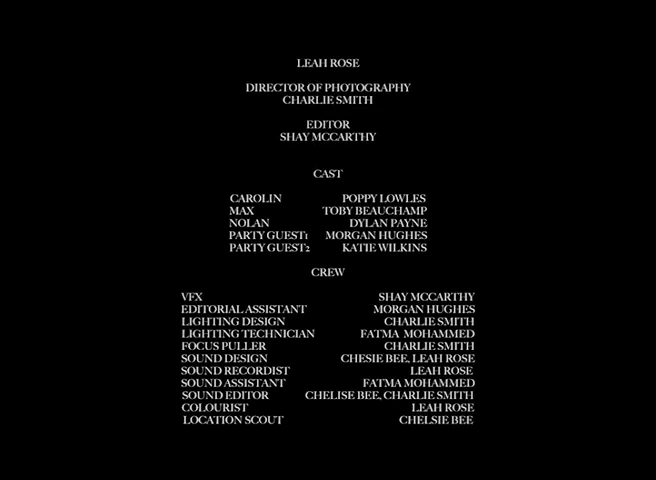 LEAH ROSE
DIRECTOR OF PHOTOGRAPHY
CHARLIE SMITH
EDITOR
SHAY MCCARTHY
CAST
CAROLIN POPPY LOWLES
MAX TOBY BEAUCHAMP
NOLAN DYLAN PAYNE
PARTY GUEST1 MORGAN HUGHES
PARTY GUEST2 KATIE WILKINS
CREW
VFX SHAY MCCARTHY
EDITORIAL ASSISTANT MORGAN HUGHES
LIGHTING DESIGN CHARLIE SMITH
LIGHTING TECHNICIAN FATMA MOHAMMED
FOCUS PULLER CHARLIE SMITH
SOUND DESIGN CHESIE BEE, LEAH ROSE
SOUND RECORDIST LEAH ROSE
SOUND ASSISTANT FATMA MOHAMMED
SOUND EDITOR CHELISE BEE, CHARLIE SMITH
COLOURIST LEAH ROSE
LOCATION SCOUT CHELSIE BEE